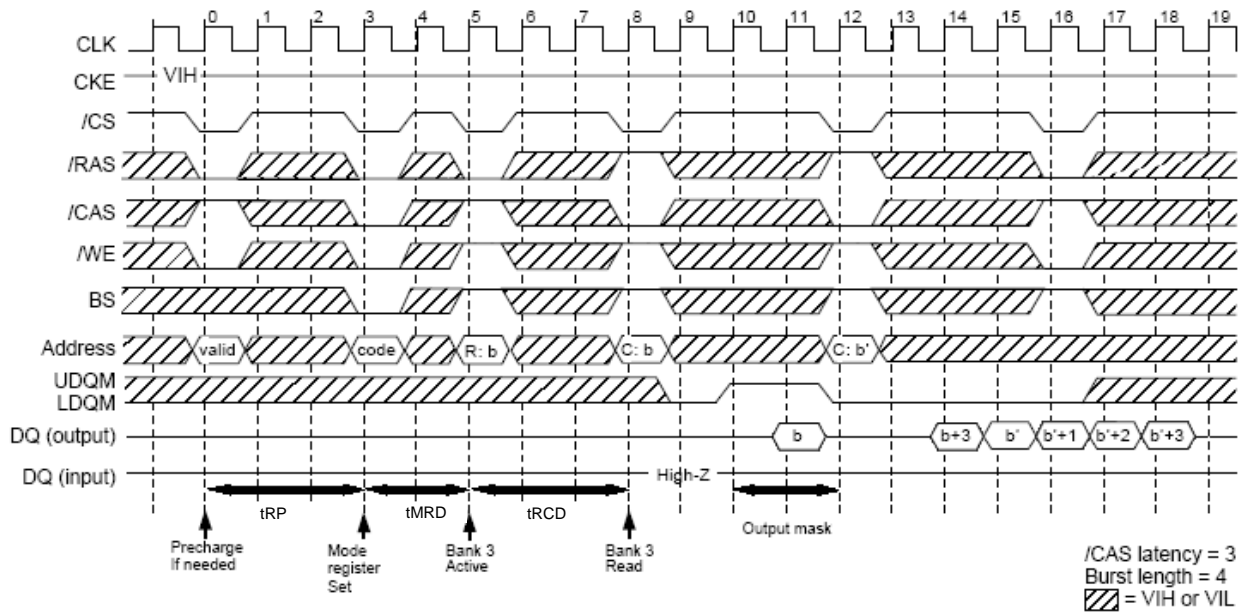 0 1 2 3 4 5 6 7 8 9 10 11 12 13 14 15 16 17 18 19
CLK
CKE VIH
/CS
/RAS
/CAS
/WE
BS
Address valid code R: b C: b C: b'
UDQM
LDQM
DQ (output) b b+3 b' b'+1 b'+2 b'+3
DQ (input) High-Z
tRP tMRD tRCD Output mask
Precharge
If needed
Mode
register
Set
Bank 3
Active
Bank 3
Read
/CAS latency = 3
Burst length = 4
= VIH or VIL